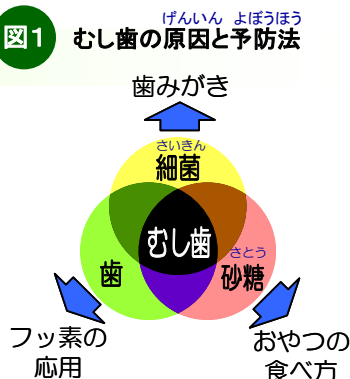 図1
げんいん よぼうほう
むし歯の原因と予防法
歯みがき
さいきん
細菌
むし歯
歯
さとう
砂糖
フッ素の
応用
おやつの
食べ方